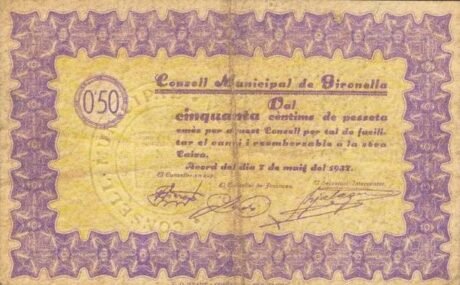 Consell Municipal de Gironella
0'50
Val
cinquanta cèntims de pesseta
emès per aquest Consell per tal de facili-
tar el canvi i reemborsable a la seva
Caixa.
Acord del dia 7 de maig del 1937.
El Conseller de Finances
El Secretari-Interventor